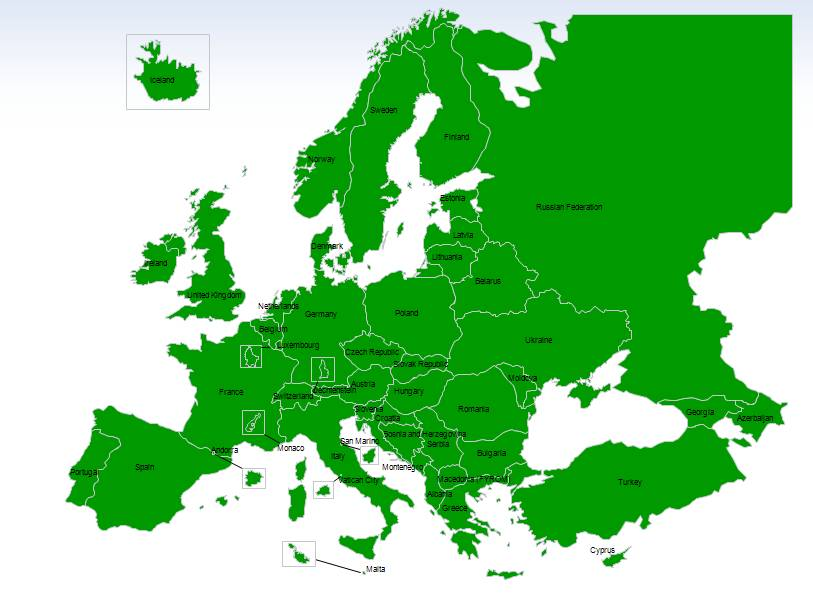 Iceland
Sweden
Finland
Norway
Estonia
Russian Federation
Latvia
Denmark
Lithuania
Ireland
Belarus
United Kingdom
Netherlands
Germany
Poland
Belgium
Ukraine
Luxembourg
Czech Republic
Slovak Republic
Moldova
Austria
Liechtenstein
France
Switzerland
Hungary
Slovenia
Romania
Georgia
Croatia
Azerbaijan
Bosnia and Herzegovina
San Marino
Serbia
Andorra
Monaco
Italy
Bulgaria
Spain
Montenegro
Portugal
Vatican City
Macedonia (FYROM)
Turkey
Albania
Greece
Cyprus
Malta